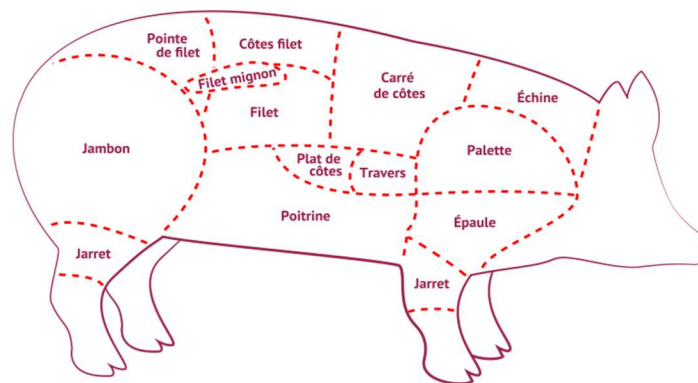 Pointe
de filet
Côtes filet
Filet mignon
Carré
de côtes
Échine
Filet
Jambon
Palette
Plat de
côtes
Travers
Poitrine
Épaule
Jarret
Jarret